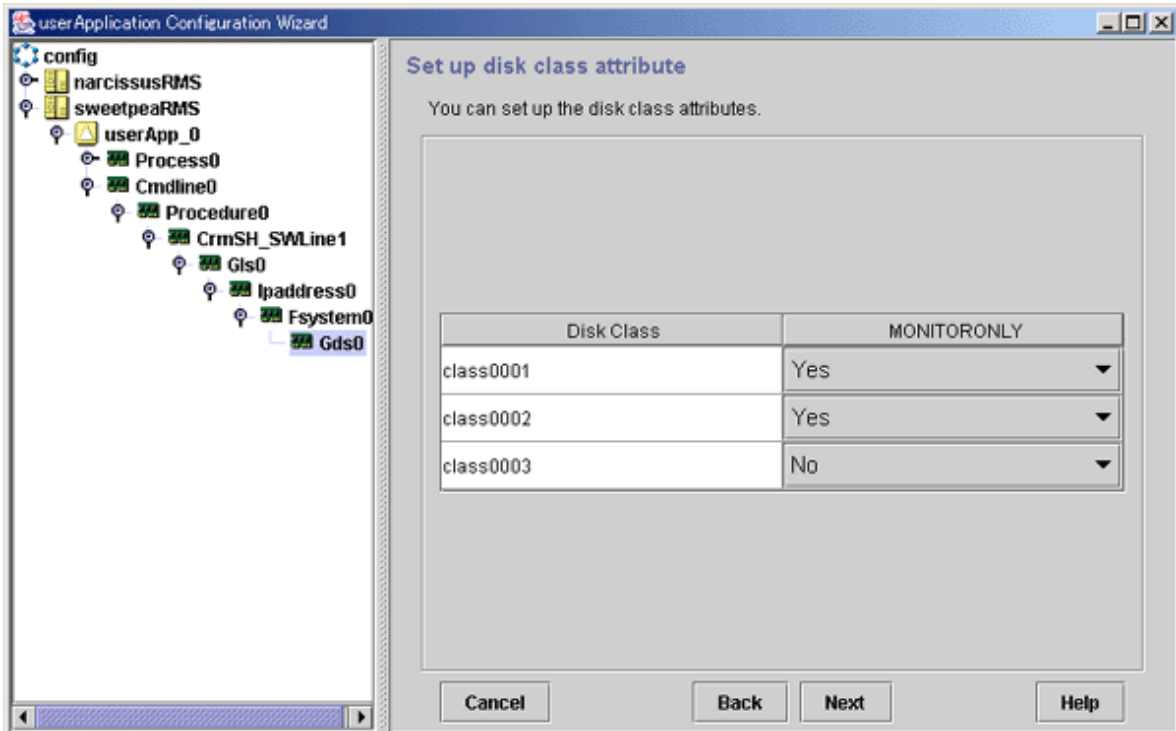 userApplication Configuration Wizard
config
narcissusRMS
sweetpeaRMS
userApp_0
Process0
Cmdline0
Procedure0
CrmSH_SWLine1
Gls0
Ipaddress0
Fsystem0
Gds0
Set up disk class attribute
You can set up the disk class attributes.
Disk Class MONITORONLY
class0001 Yes
class0002 Yes
class0003 No
Cancel Back Next Help